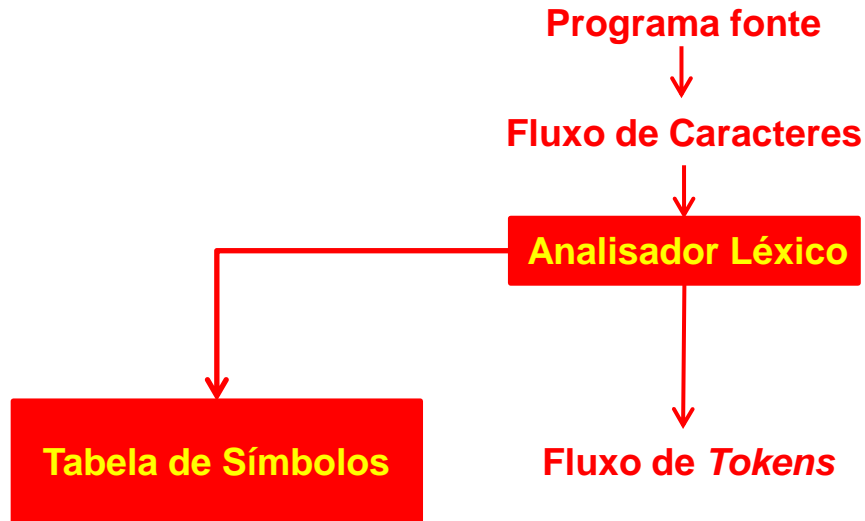 Programa fonte
Fluxo de Caracteres
Analisador Léxico
Tabela de Símbolos
Fluxo de Tokens